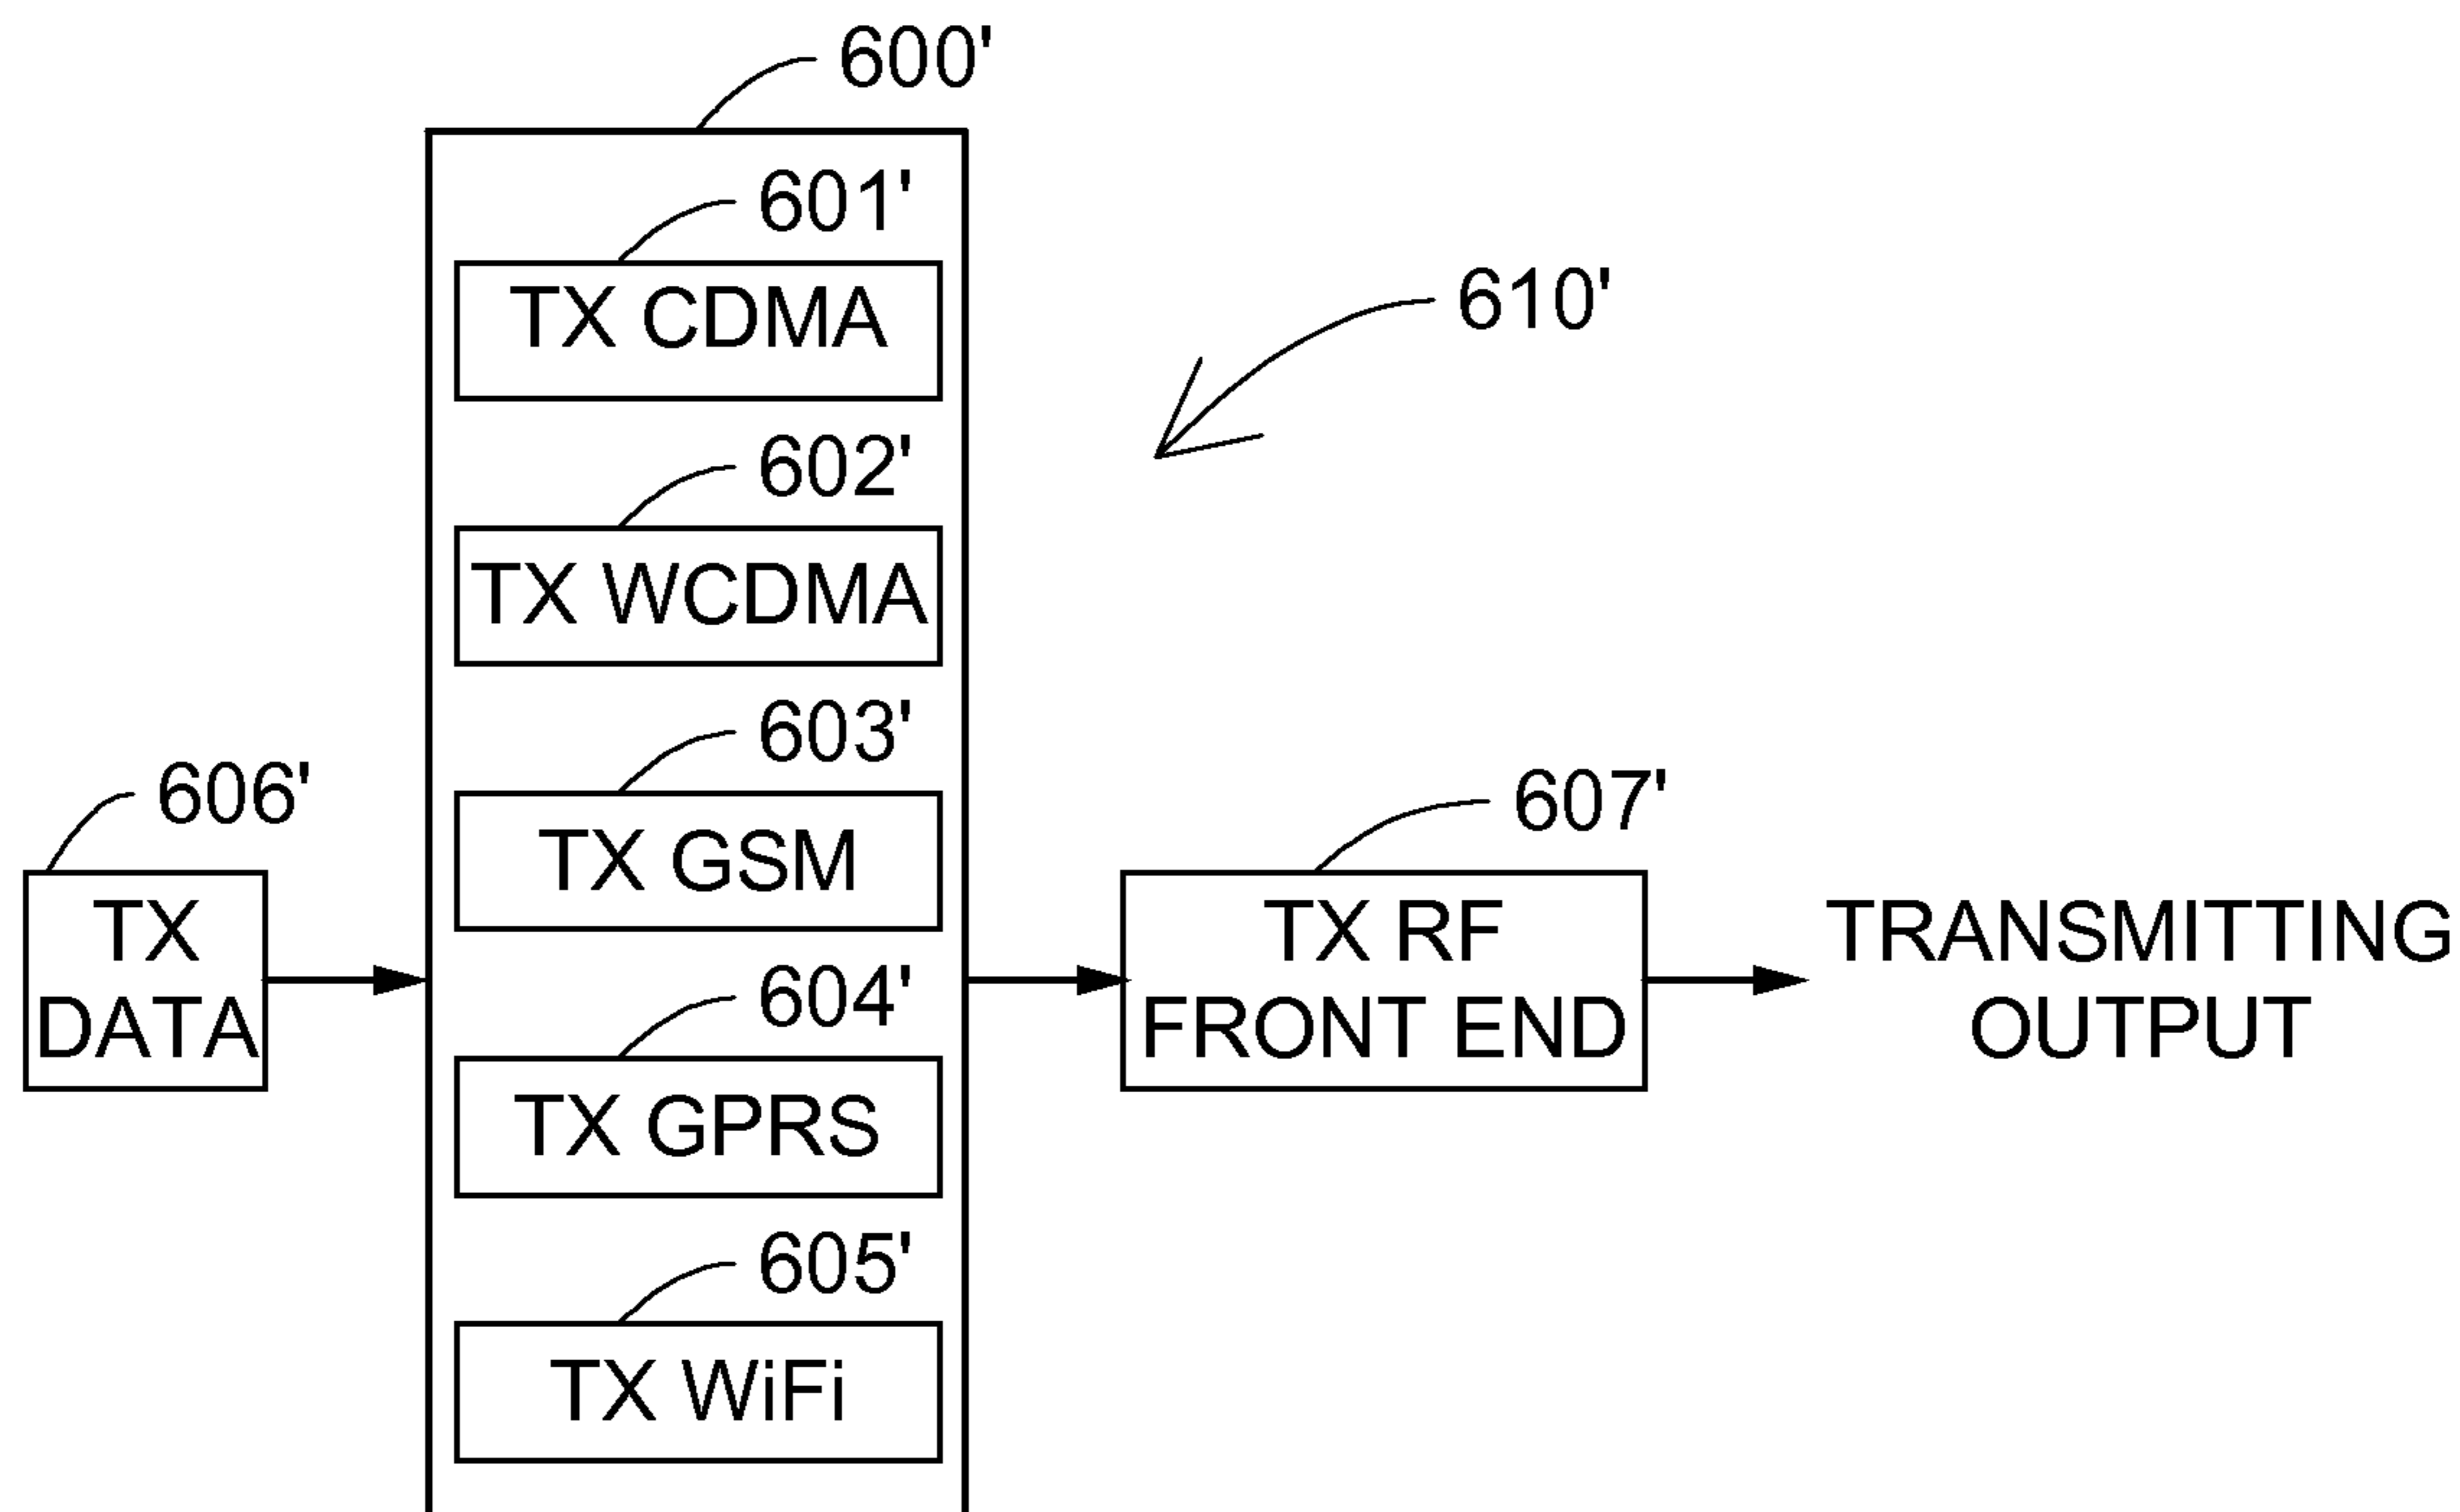 600'
601'
TX CDMA
610'
602'
TX WCDMA
603'
TX GSM
606'
TX
DATA
607'
TX RF
FRONT END
TRANSMITTING
OUTPUT
604'
TX GPRS
605'
TX WiFi